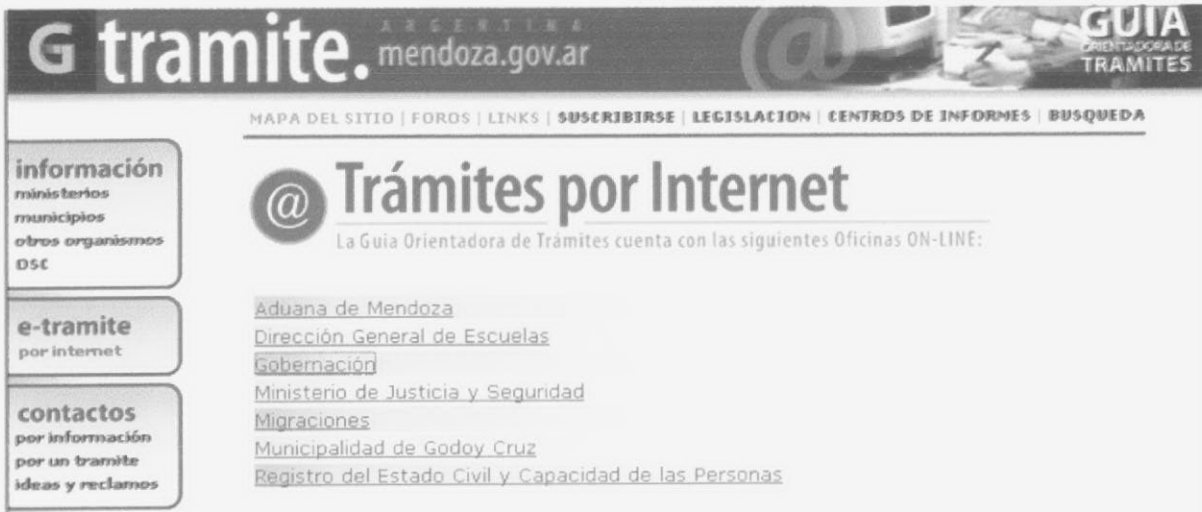 G tramite.
ARGENTINA
mendoza.gov.ar
GUIA
ORIENTADORA DE
TRAMITES
MAPA DEL SITIO | FOROS | LINKS | SUSCRIBIRSE | LEGISLACION | CENTROS DE INFORMES | BUSQUEDA
información
ministerios
municipios
otros organismos
DSC
e-tramite
por internet
contactos
por información
por un tramite
ideas y reclamos
@ Trámites por Internet
La Guia Orientadora de Trámites cuenta con las siguientes Oficinas ON-LINE:
Aduana de Mendoza
Dirección General de Escuelas
Gobernación
Ministerio de Justicia y Seguridad
Migraciones
Municipalidad de Godoy Cruz
Registro del Estado Civil y Capacidad de las Personas